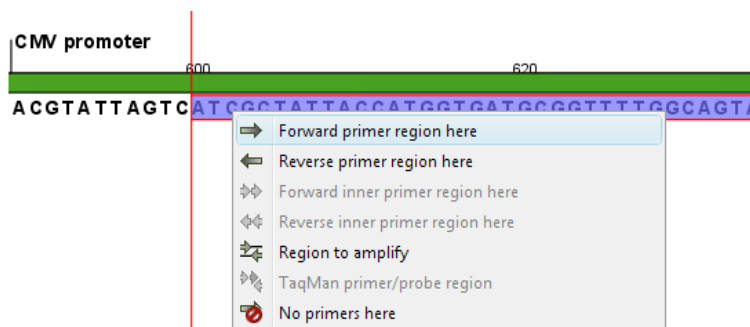 CMV promoter
600 620
ACGTATTAGTCATCGCTATTACCATGGTGATGCGGTTTTGGCAGTA
Forward primer region here
Reverse primer region here
Forward inner primer region here
Reverse inner primer region here
Region to amplify
TaqMan primer/probe region
No primers here